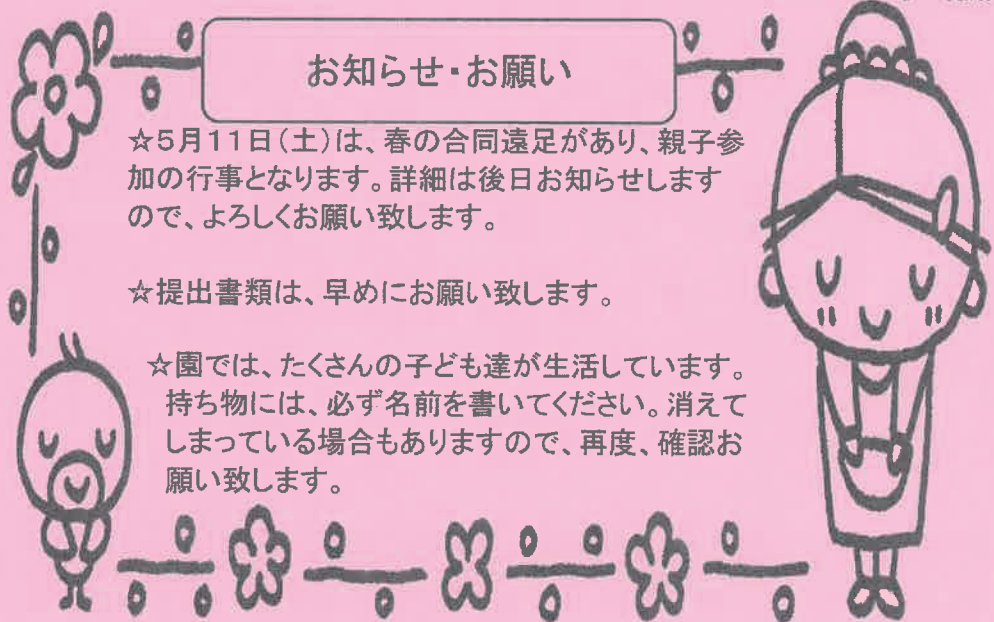 お知らせ・お願い
☆5月11日(土)は、春の合同遠足があり、親子参
加の行事となります。詳細は後日お知らせします
ので、よろしくお願い致します。
☆提出書類は、早めにお願い致します。
☆園では、たくさんの子ども達が生活しています。
持ち物には、必ず名前を書いてください。消えて
しまっている場合もありますので、再度、確認お
願い致します。